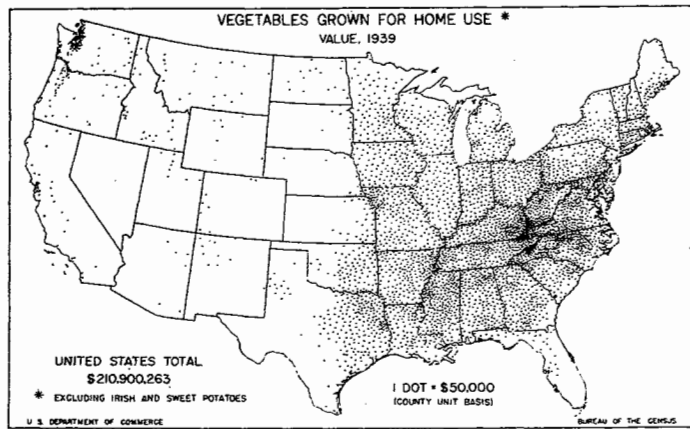 VEGETABLES GROWN FOR HOME USE *
VALUE, 1939
UNITED STATES TOTAL
$210,900,263
* EXCLUDING IRISH AND SWEET POTATOES
1 DOT = $50,000
(COUNTY UNIT BASIS)
U. S. DEPARTMENT OF COMMERCE
BUREAU OF THE CENSUS